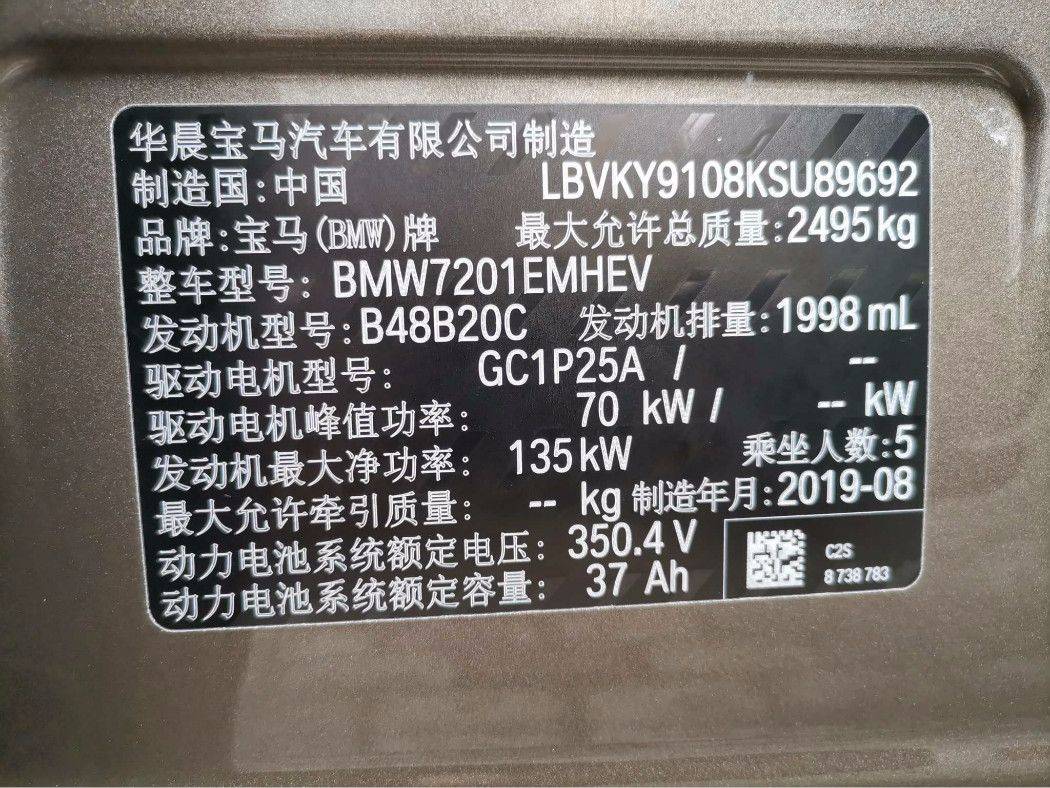 华晨宝马汽车有限公司制造
制造国:中国 LBVKY9108KSU89692
品牌:宝马(BMW)牌 最大允许总质量:2495kg
整车型号: BMW7201EMHEV
发动机型号:B48B20C 发动机排量:1998 mL
驱动电机型号: GC1P25A / --
驱动电机峰值功率: 70 kW / -- kW
发动机最大净功率: 135kW 乘坐人数:5
最大允许牵引质量: -- kg 制造年月:2019-08
动力电池系统额定电压: 350.4 V
动力电池系统额定容量: 37 Ah
C2S
8 738 783